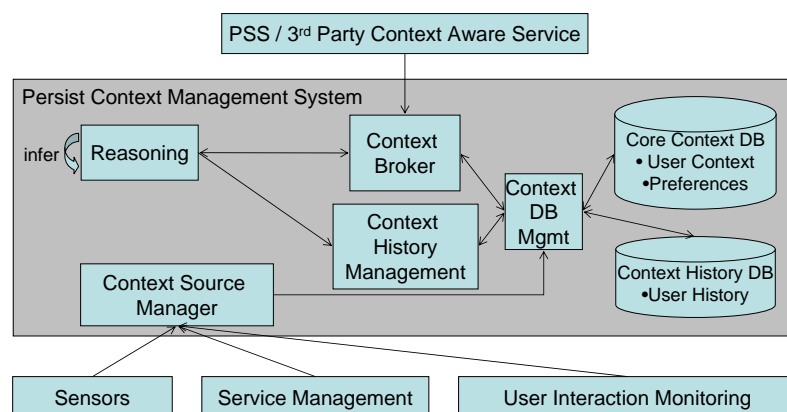 PSS / 3rd Party Context Aware Service
Persist Context Management System
infer
Reasoning
Context
Broker
Core Context DB
• User Context
•Preferences
Context
DB
Mgmt
Context
History
Management
Context History DB
•User History
Context Source
Manager
Sensors
Service Management
User Interaction Monitoring